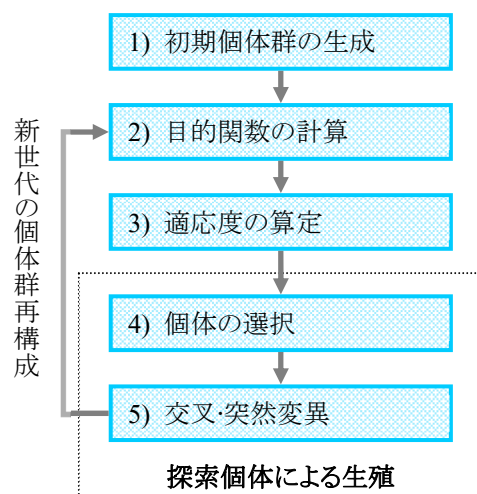 1) 初期個体群の生成
2) 目的関数の計算
3) 適応度の算定
4) 個体の選択
5) 交叉·突然変異
新世代の個体群再構成
探索個体による生殖